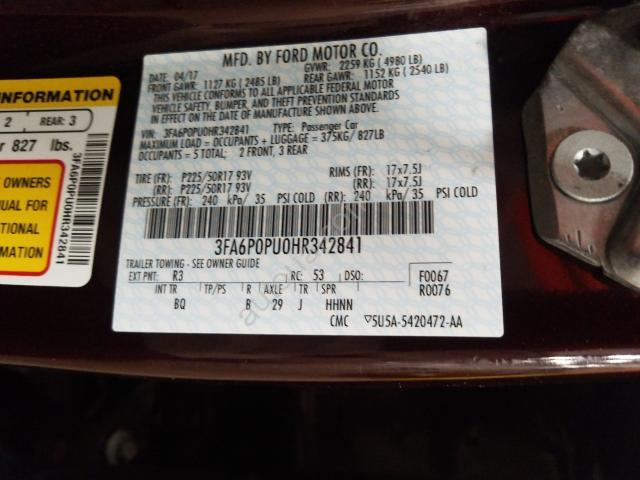 INFORMATION
2 REAR: 3
827 lbs.
OWNERS
UAL FOR
TIONAL
MATION
3FA6P0PU0HR342841
MFD. BY FORD MOTOR CO.
DATE: 04/17 GVWR: 2259 KG ( 4980 LB)
FRONT GAWR: 1127 KG ( 2485 LB) REAR GAWR: 1152 KG ( 2540 LB)
THIS VEHICLE CONFORMS TO ALL APPLICABLE FEDERAL MOTOR
VEHICLE SAFETY, BUMPER, AND THEFT PREVENTION STANDARDS
IN EFFECT ON THE DATE OF MANUFACTURE SHOWN ABOVE.
VIN: 3FA6P0PU0HR342841 TYPE: Passenger Car
MAXIMUM LOAD = OCCUPANTS + LUGGAGE = 375KG/ 827LB
OCCUPANTS = 5 TOTAL: 2 FRONT, 3 REAR
TIRE (FR): P225/50R17 93V RIMS (FR): 17x7.5J
(RR): P225/50R17 93V (RR): 17x7.5J
PRESSURE (FR): 240 kPa/ 35 PSI COLD (RR): 240 kPa/ 35 PSI COLD
3FA6P0PU0HR342841
TRAILER TOWING - SEE OWNER GUIDE
EXT PNT: R3 RC: 53 DSO: F0067
INT TR TP/PS R AXLE TR SPR R0076
BQ B 29 J HHNN
CMC ▽5U5A-5420472-AA